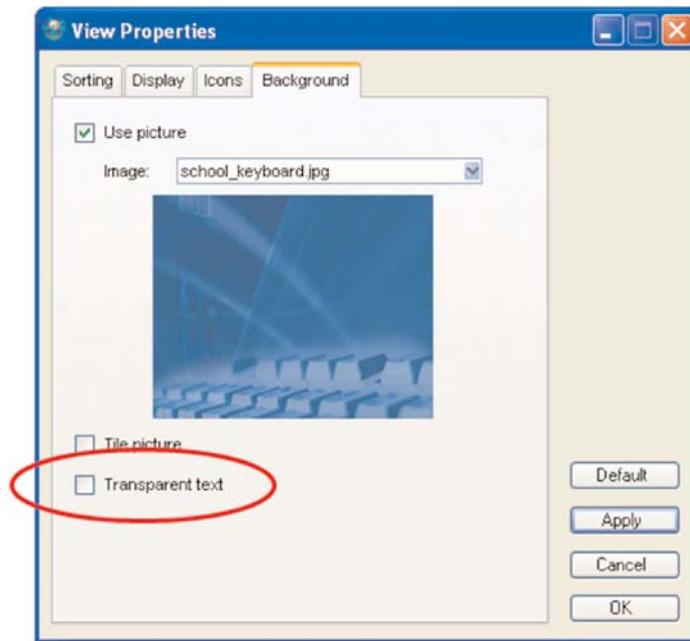 View Properties
Sorting Display Icons Background
Use picture
Image: school_keyboard.jpg
Tile picture
Transparent text
Default
Apply
Cancel
OK